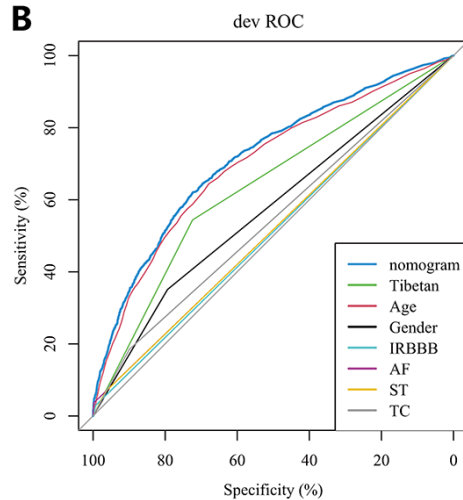 B
dev ROC
Sensitivity (%)
100
80
60
40
20
0
nomogram
Tibetan
Age
Gender
IRBBB
AF
ST
TC
100 80 60 40 20 0
Specificity (%)